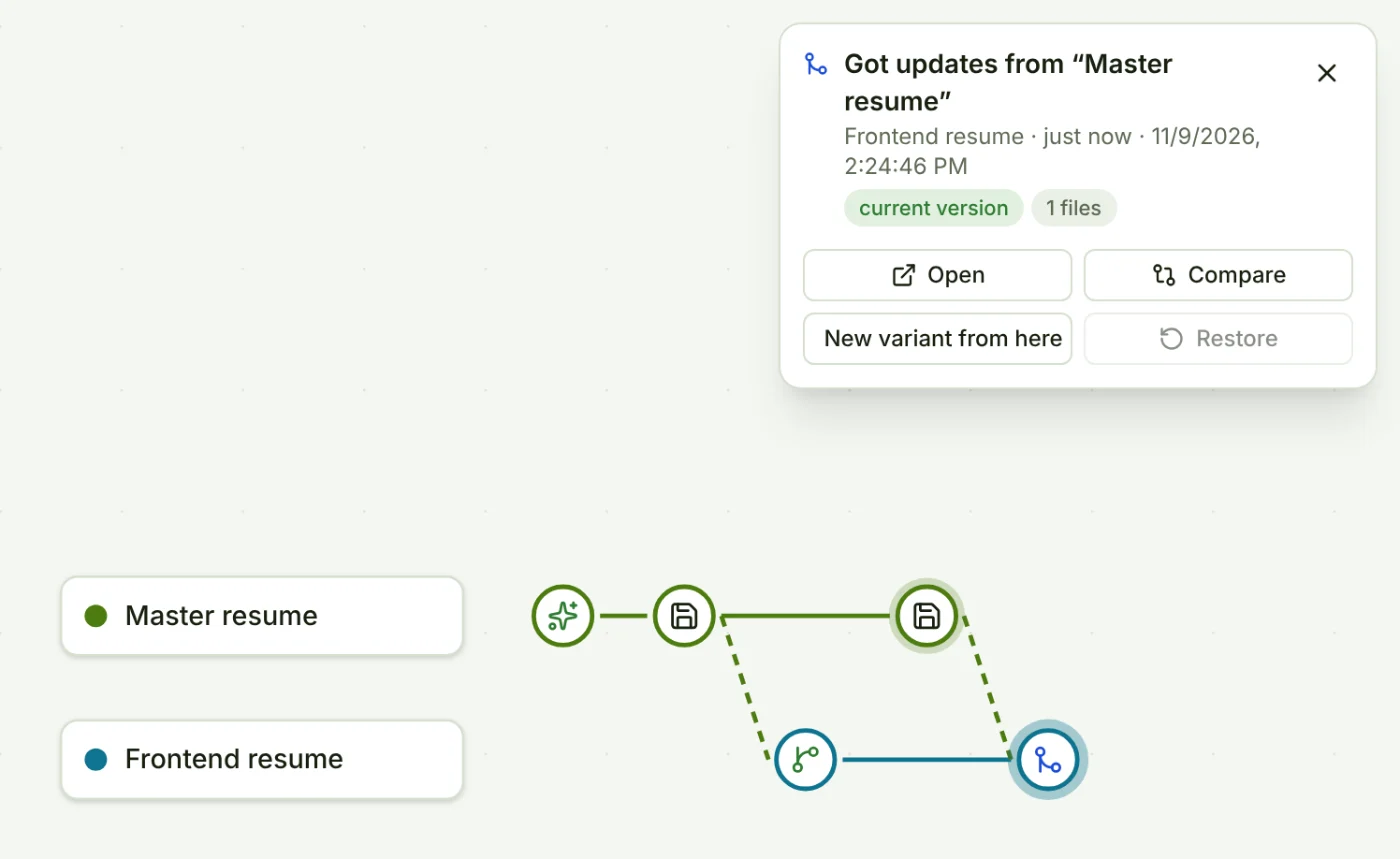 Got updates from “Master
resume”
Frontend resume · just now · 11/9/2026,
2:24:46 PM
current version
1 files
Open
Compare
New variant from here
Restore
Master resume
Frontend resume